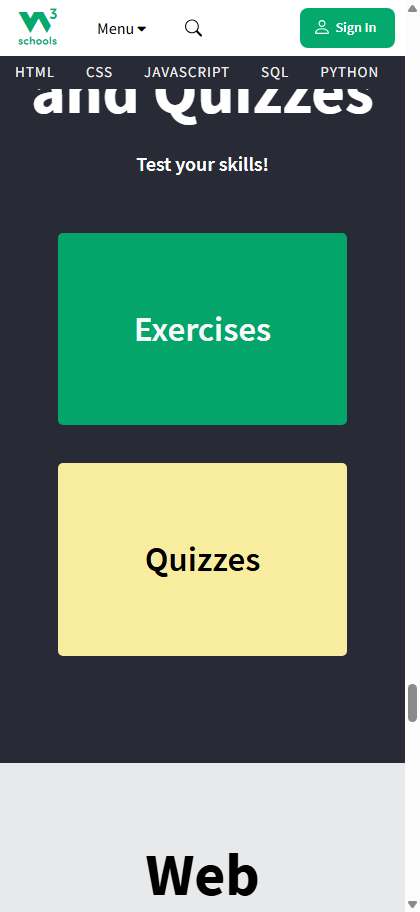 W3
schools
Menu
Sign In
HTML CSS JAVASCRIPT SQL PYTHON
and Quizzes
Test your skills!
Exercises
Quizzes
Web